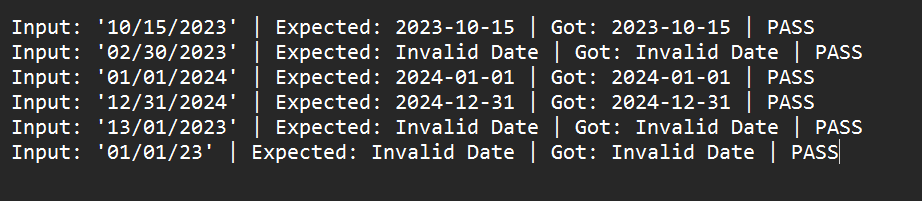 Input: '10/15/2023' | Expected: 2023-10-15 | Got: 2023-10-15 | PASS
Input: '02/30/2023' | Expected: Invalid Date | Got: Invalid Date | PASS
Input: '01/01/2024' | Expected: 2024-01-01 | Got: 2024-01-01 | PASS
Input: '12/31/2024' | Expected: 2024-12-31 | Got: 2024-12-31 | PASS
Input: '13/01/2023' | Expected: Invalid Date | Got: Invalid Date | PASS
Input: '01/01/23' | Expected: Invalid Date | Got: Invalid Date | PASS